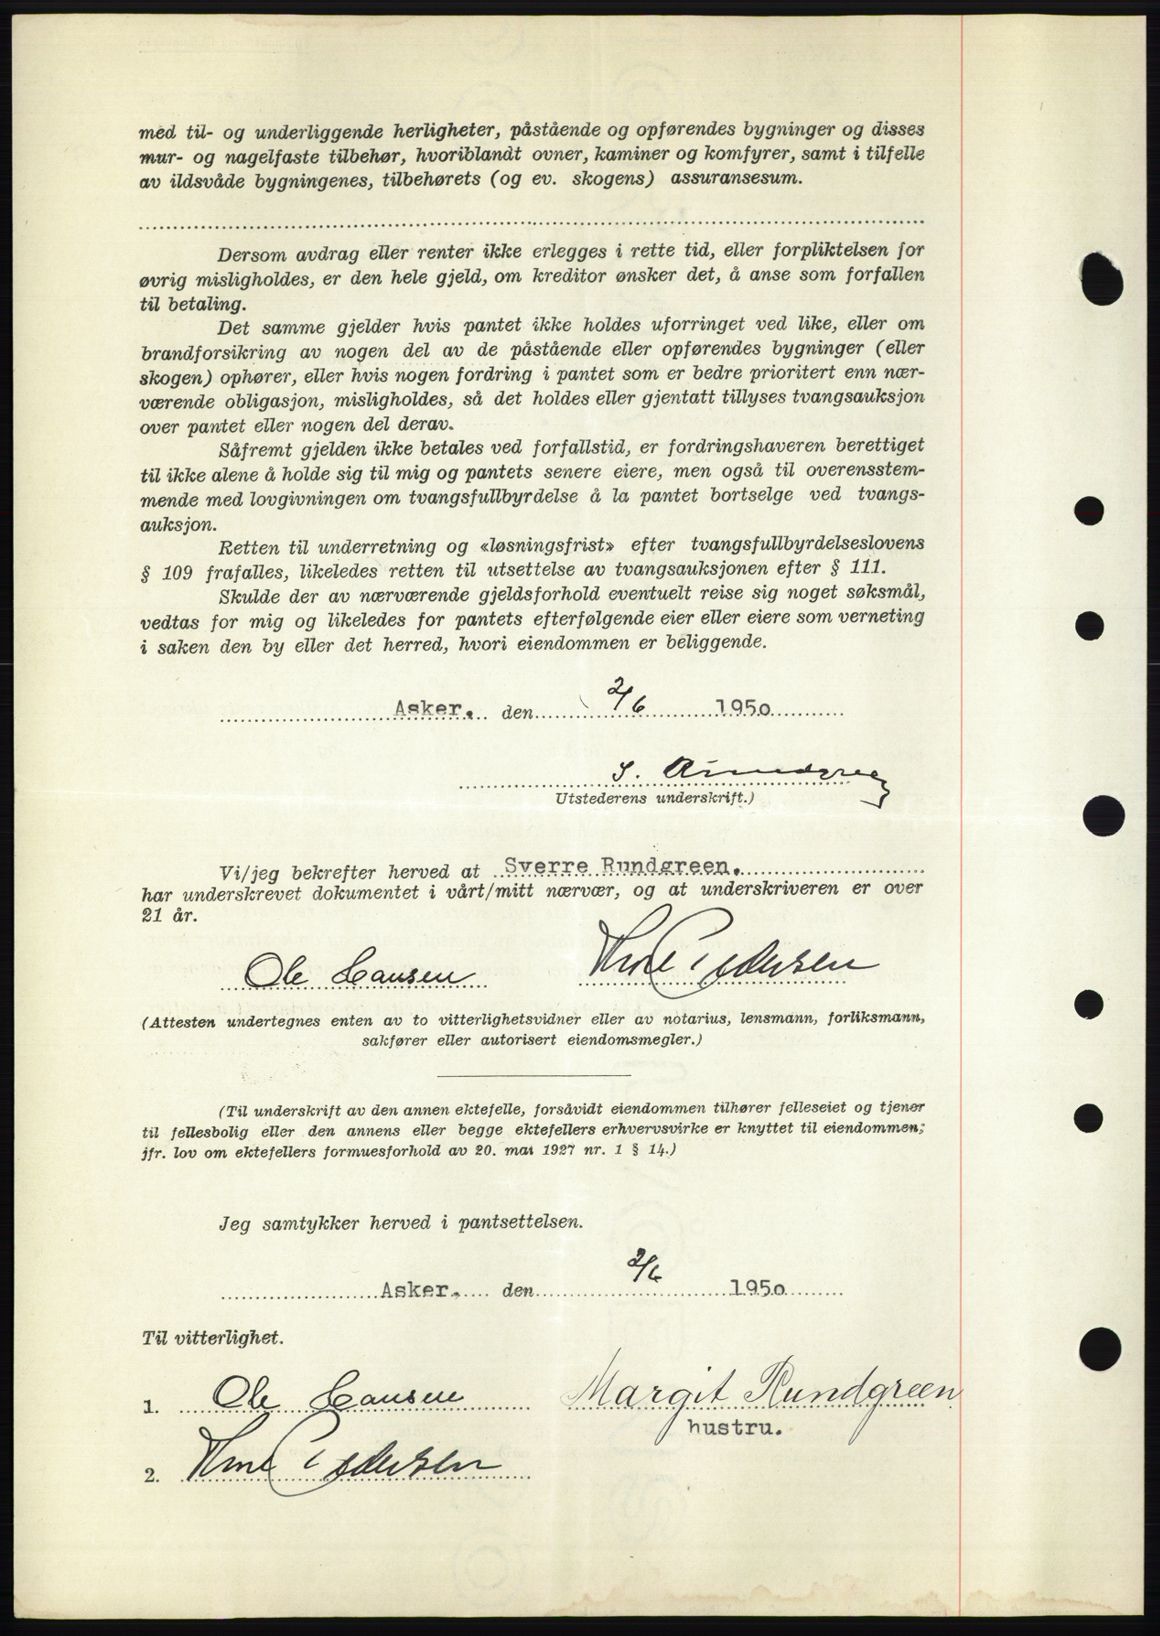 med til- og underliggende herligheter, påstående og opførendes bygninger og disses
mur- og nagelfaste tilbehør, hvoriblandt ovner, kaminer og komfyrer, samt i tilfelle
av ildsvåde bygningenes, tilbehørets (og ev. skogens) assuransesum.
Dersom avdrag eller renter ikke erlegges i rette tid, eller forpliktelsen for
øvrig misligholdes, er den hele gjeld, om kreditor ønsker det, å anse som forfallen
til betaling.
Det samme gjelder hvis pantet ikke holdes uforringet ved like, eller om
brandforsikring av nogen del av de påstående eller opførendes bygninger (eller
skogen) ophører, eller hvis nogen fordring i pantet som er bedre prioritert enn nær-
værende obligasjon, misligholdes, så det holdes eller gjentatt tillyses tvangsauksjon
over pantet eller nogen del derav.
Såfremt gjelden ikke betales ved forfallstid, er fordringshaveren berettiget
til ikke alene å holde sig til mig og pantets senere eiere, men også til overensstem-
mende med lovgivningen om tvangsfullbyrdelse å la pantet bortselge ved tvangs-
auksjon.
Retten til underretning og «løsningsfrist» efter tvangsfullbyrdelseslovens
§ 109 frafalles, likeledes retten til utsettelse av tvangsauksjonen efter § 111.
Skulde der av nærværende gjeldsforhold eventuelt reise sig noget søksmål,
vedtas for mig og likeledes for pantets efterfølgende eier eller eiere som verneting
i saken den by eller det herred, hvori eiendommen er beliggende.
Asker. den 2/6 1950
S. Rundgreen
Utstederens underskrift.)
Vi/jeg bekrefter herved at Sverre Rundgreen.
har underskrevet dokumentet i vårt/mitt nærvær, og at underskriveren er over
21 år.
Ole Hansen Pedersen
(Attesten undertegnes enten av to vitterlighetsvidner eller av notarius, lensmann, forliksmann,
sakfører eller autorisert eiendomsmegler.)
(Til underskrift av den annen ektefelle, forsåvidt eiendommen tilhører felleseiet og tjener
til fellesbolig eller den annens eller begge ektefellers erhvervsvirke er knyttet til eiendommen;
jfr. lov om ektefellers formuesforhold av 20. mai 1927 nr. 1 § 14.)
Jeg samtykker herved i pantsettelsen.
Asker. den 2/6 1950
Til vitterlighet.
1. Ole Hansen Margit Rundgreen
hustru.
2. Pedersen